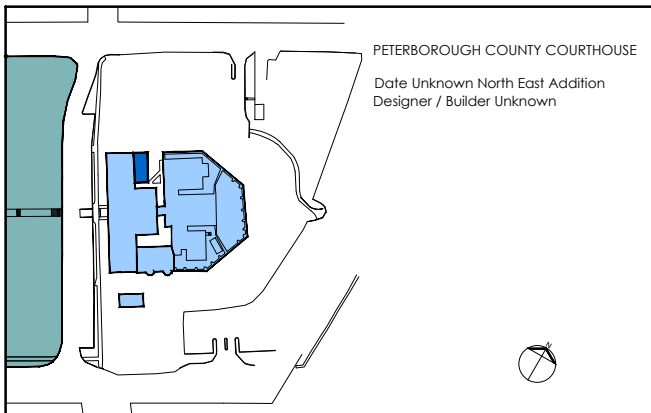 PETERBOROUGH COUNTY COURTHOUSE
Date Unknown North East Addition
Designer / Builder Unknown
N